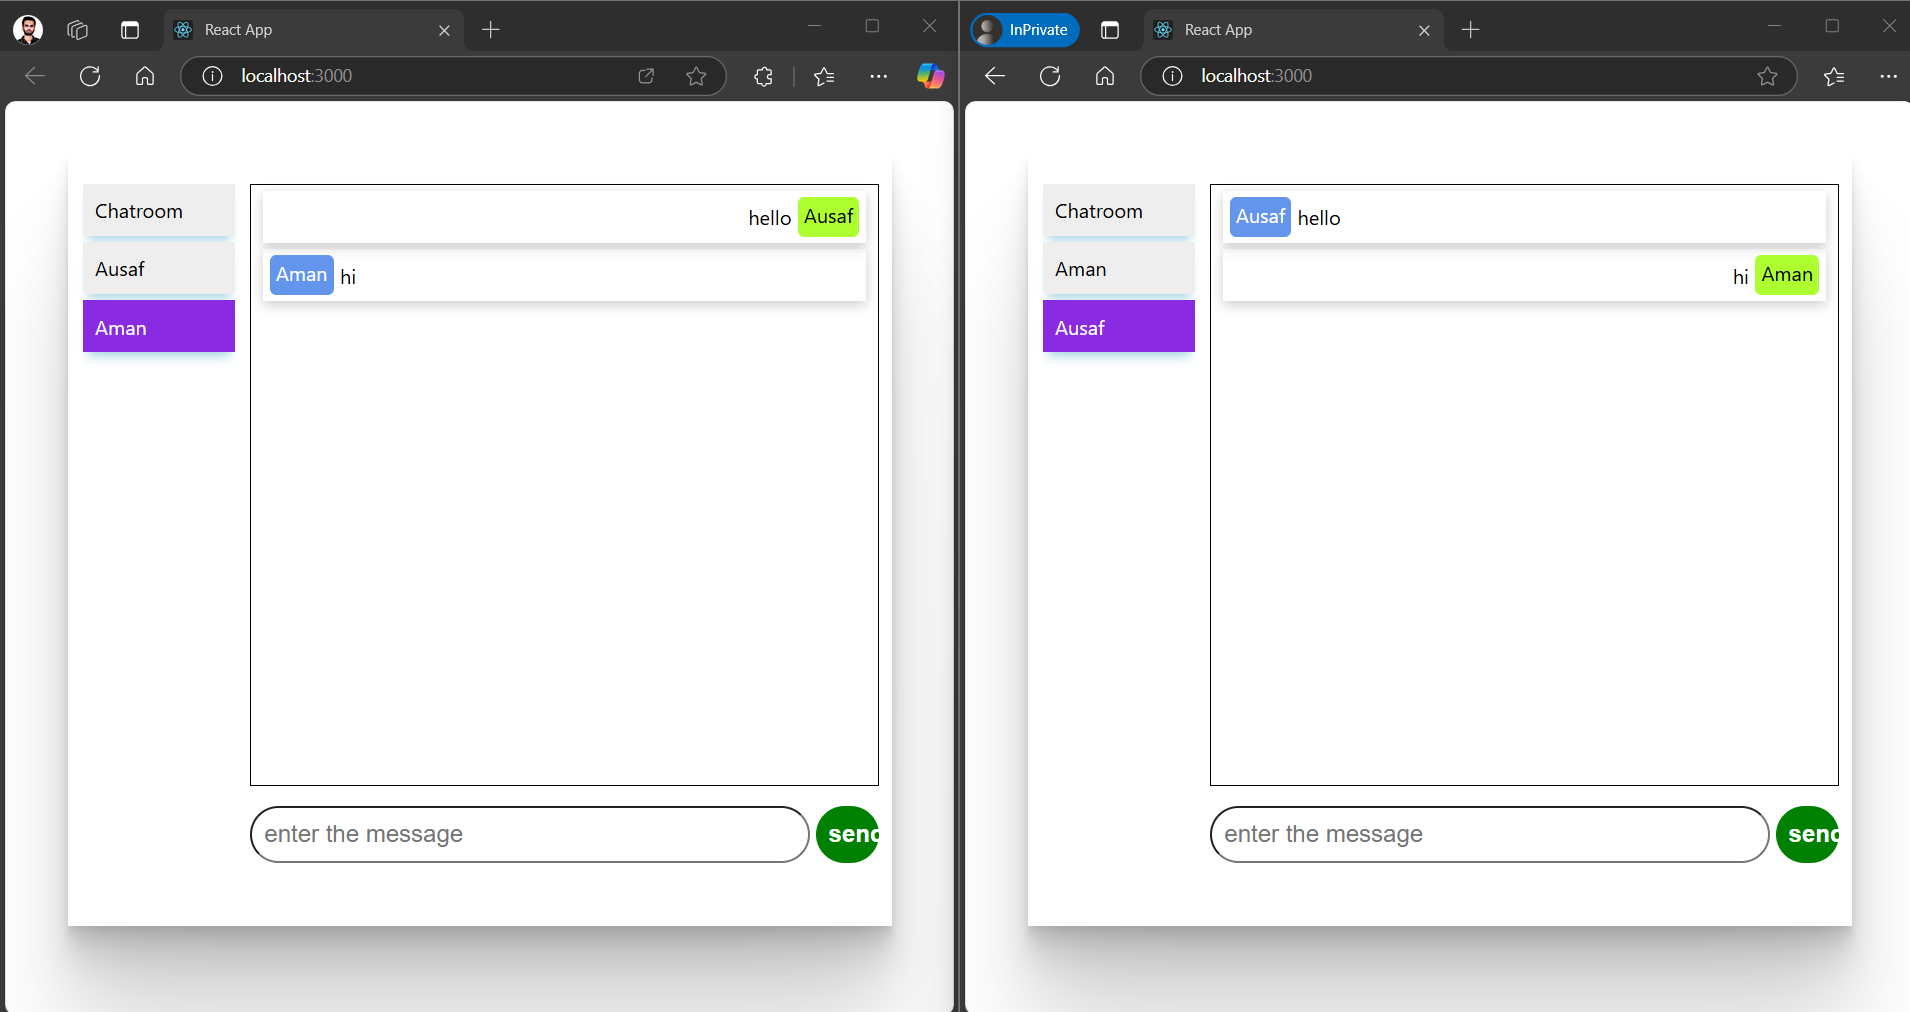 React App
localhost:3000
Chatroom
Ausaf
Aman
hello Ausaf
Aman hi
enter the message
send
InPrivate
React App
localhost:3000
Chatroom
Aman
Ausaf
Ausaf hello
hi Aman
enter the message
send